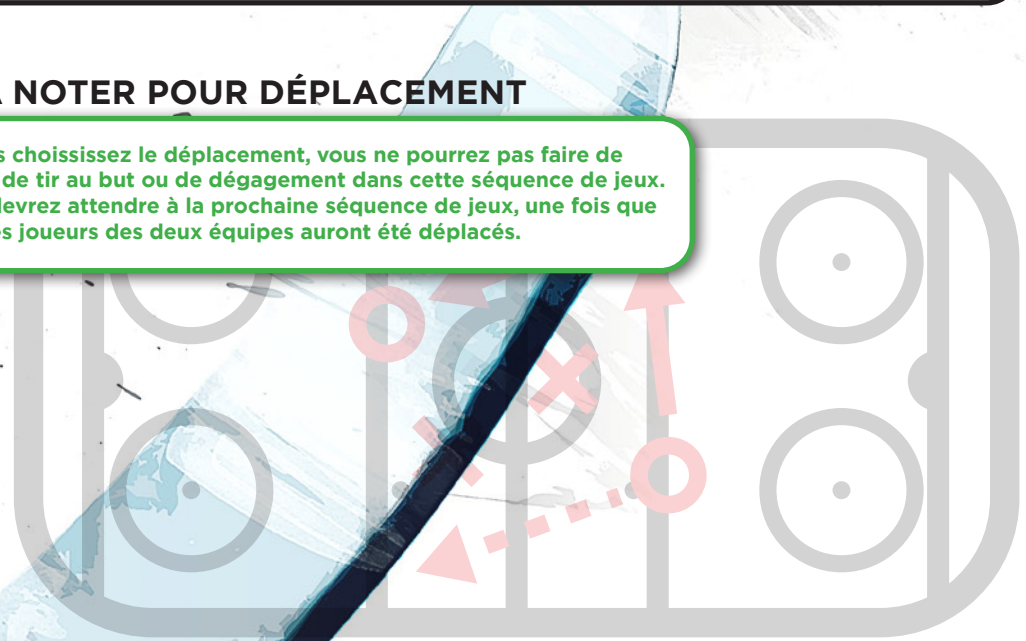 À NOTER POUR DÉPLACEMENT
s choississez le déplacement, vous ne pourrez pas faire de
de tir au but ou de dégagement dans cette séquence de jeux.
devrez attendre à la prochaine séquence de jeux, une fois que
es joueurs des deux équipes auront été déplacés.